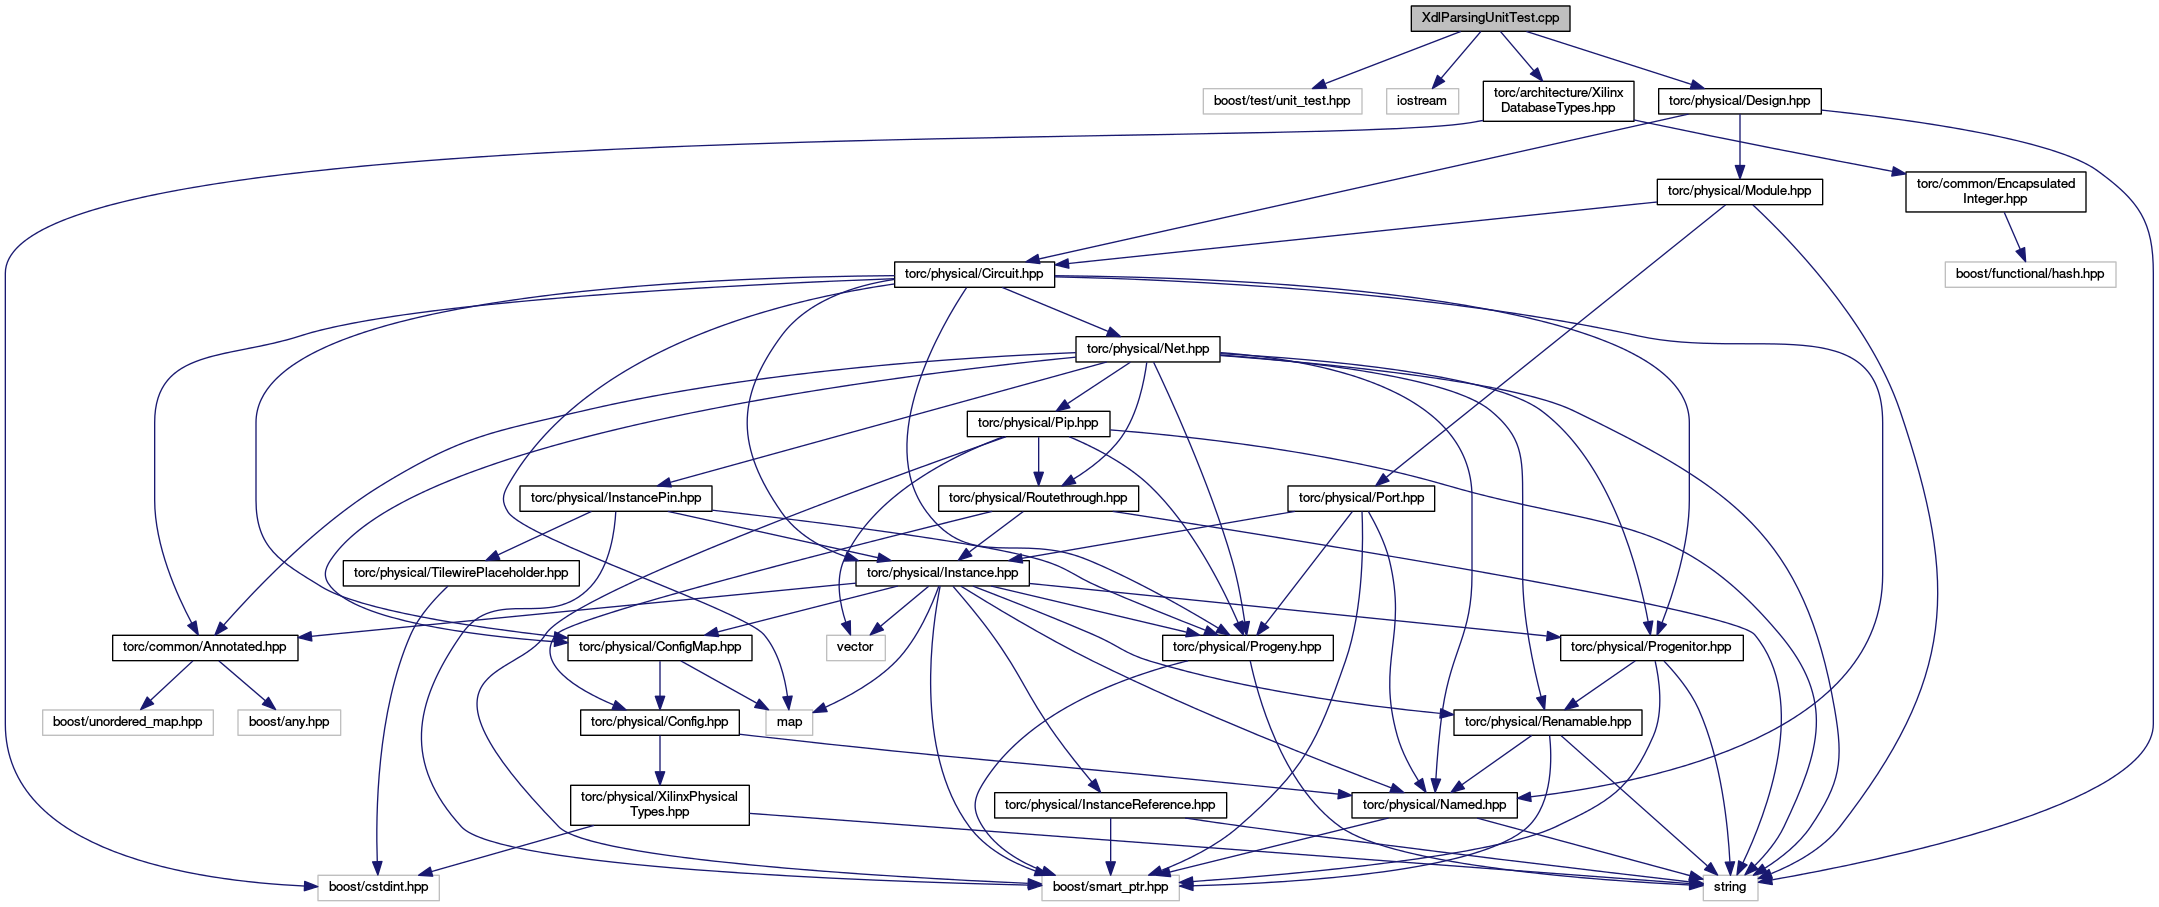 XdlParsingUnitTest.cpp
boost/test/unit_test.hpp
iostream
torc/architecture/Xilinx
DatabaseTypes.hpp
torc/physical/Design.hpp
torc/physical/Module.hpp
torc/common/Encapsulated
Integer.hpp
torc/physical/Circuit.hpp
boost/functional/hash.hpp
torc/physical/Net.hpp
torc/physical/Pip.hpp
torc/physical/InstancePin.hpp
torc/physical/Routethrough.hpp
torc/physical/Port.hpp
torc/physical/TilewirePlaceholder.hpp
torc/physical/Instance.hpp
torc/common/Annotated.hpp
torc/physical/ConfigMap.hpp
vector
torc/physical/Progeny.hpp
torc/physical/Progenitor.hpp
boost/unordered_map.hpp
boost/any.hpp
torc/physical/Config.hpp
map
torc/physical/Renamable.hpp
torc/physical/XilinxPhysical
Types.hpp
torc/physical/InstanceReference.hpp
torc/physical/Named.hpp
boost/cstdint.hpp
boost/smart_ptr.hpp
string